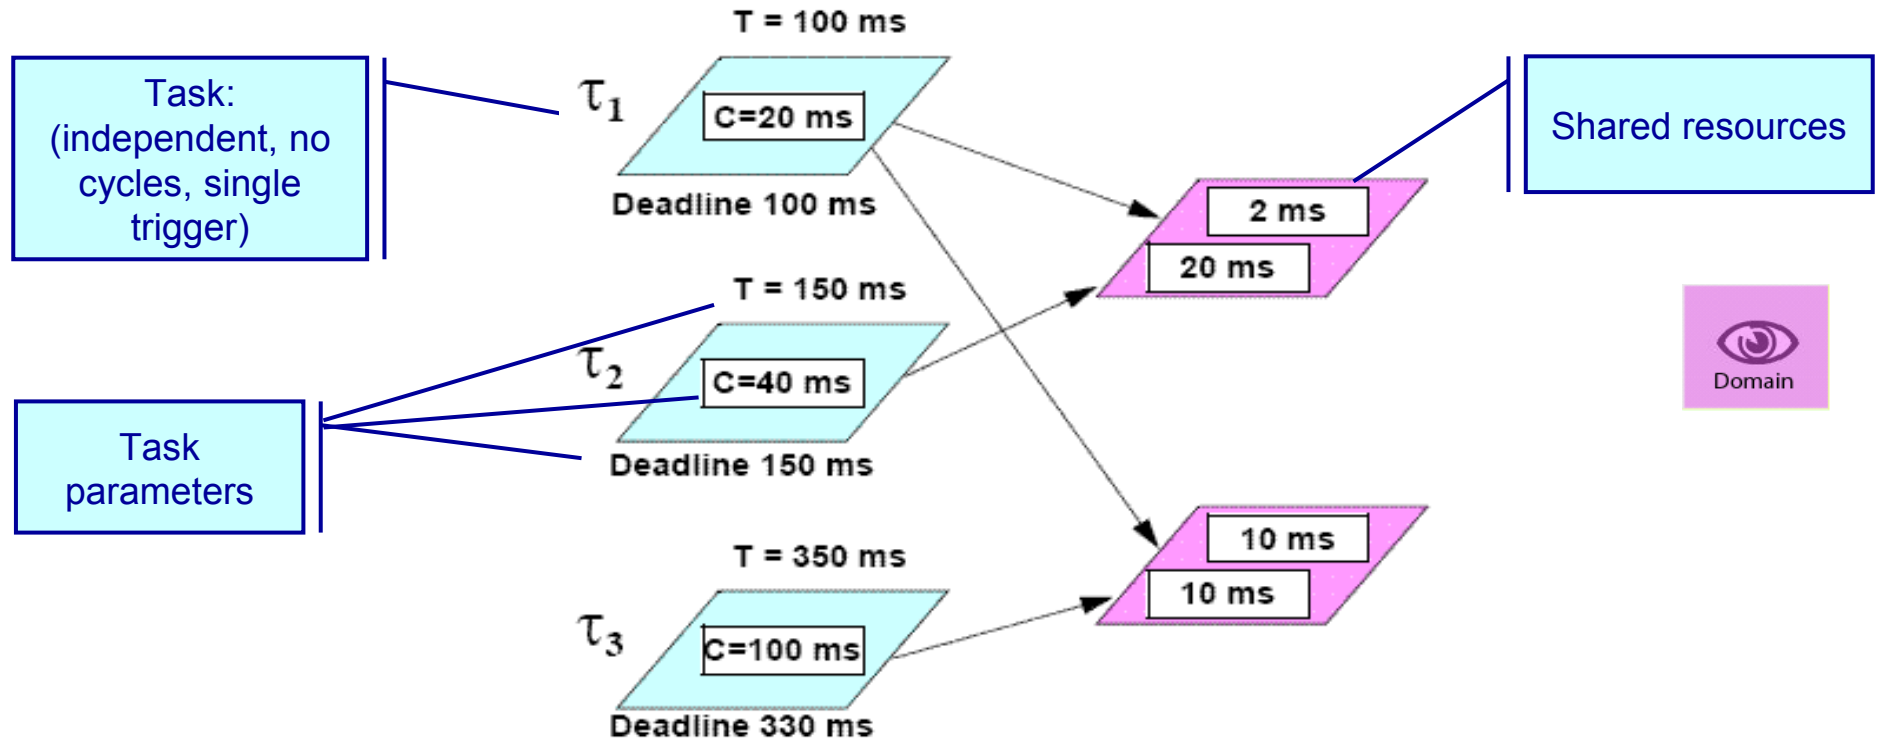 T = 100 ms
Task:
(independent, no
cycles, single
trigger)
τ1
C=20 ms
Deadline 100 ms
Shared resources
2 ms
20 ms
T = 150 ms
τ2
C=40 ms
Deadline 150 ms
Domain
Task
parameters
10 ms
10 ms
T = 350 ms
τ3
C=100 ms
Deadline 330 ms